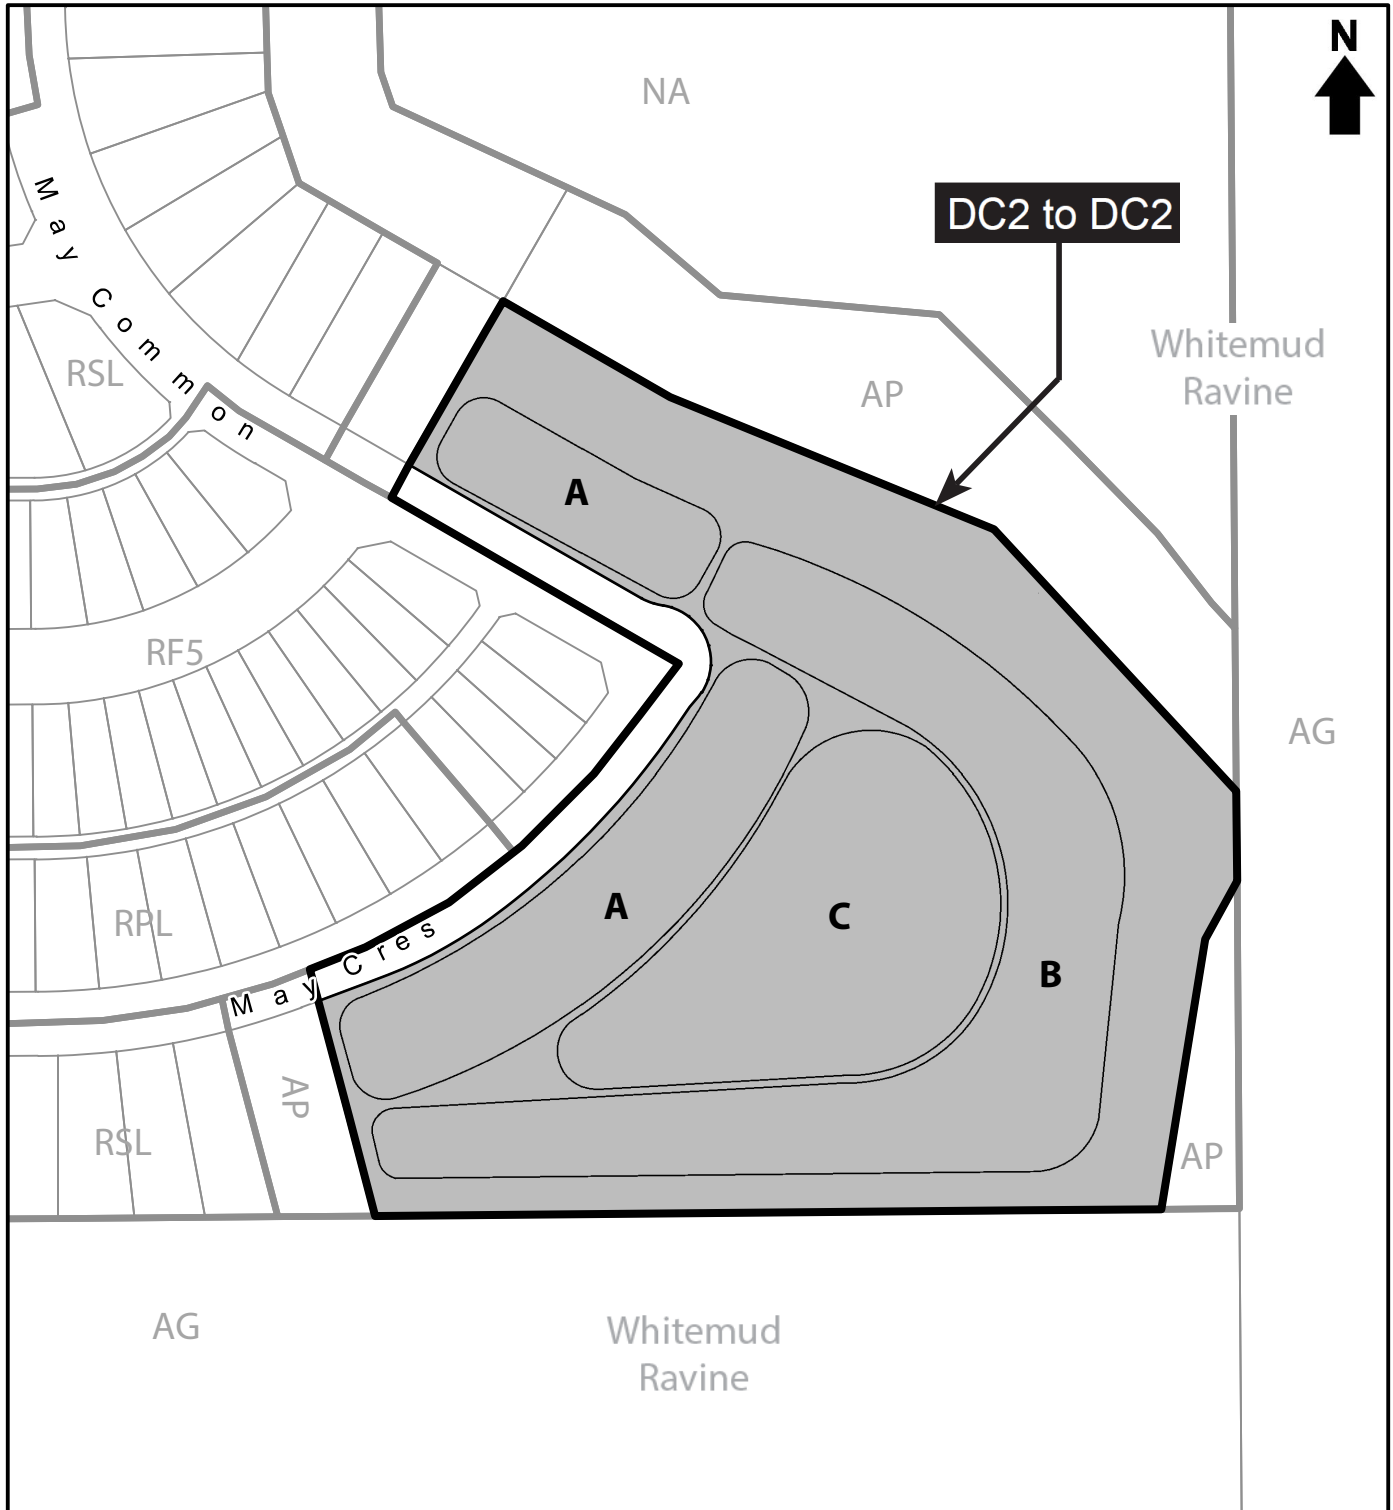 N
NA
May Common
DC2 to DC2
Whitemud
Ravine
RSL
AP
A
RF5
AG
A
C
RPL
B
May Cres
AP
RSL
AP
AG
Whitemud
Ravine